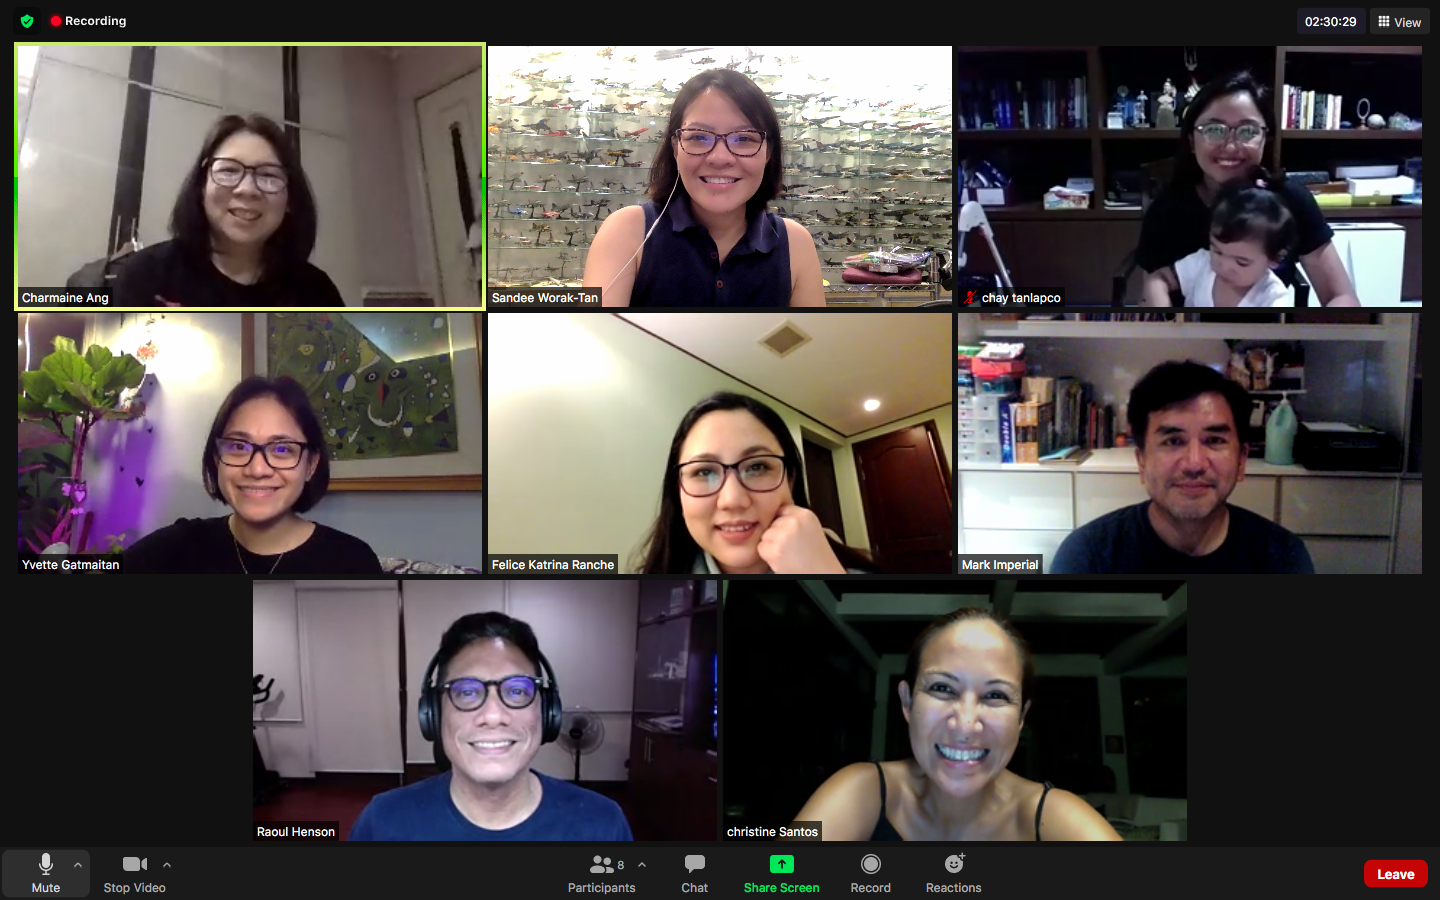 Recording
02:30:29
View
Charmaine Ang
Sandee Worak-Tan
chay tanlapco
Yvette Gatmaitan
Felice Katrina Ranche
Mark Imperial
Raoul Henson
christine Santos
Mute
Stop Video
Participants
8
Chat
Share Screen
Record
Reactions
Leave